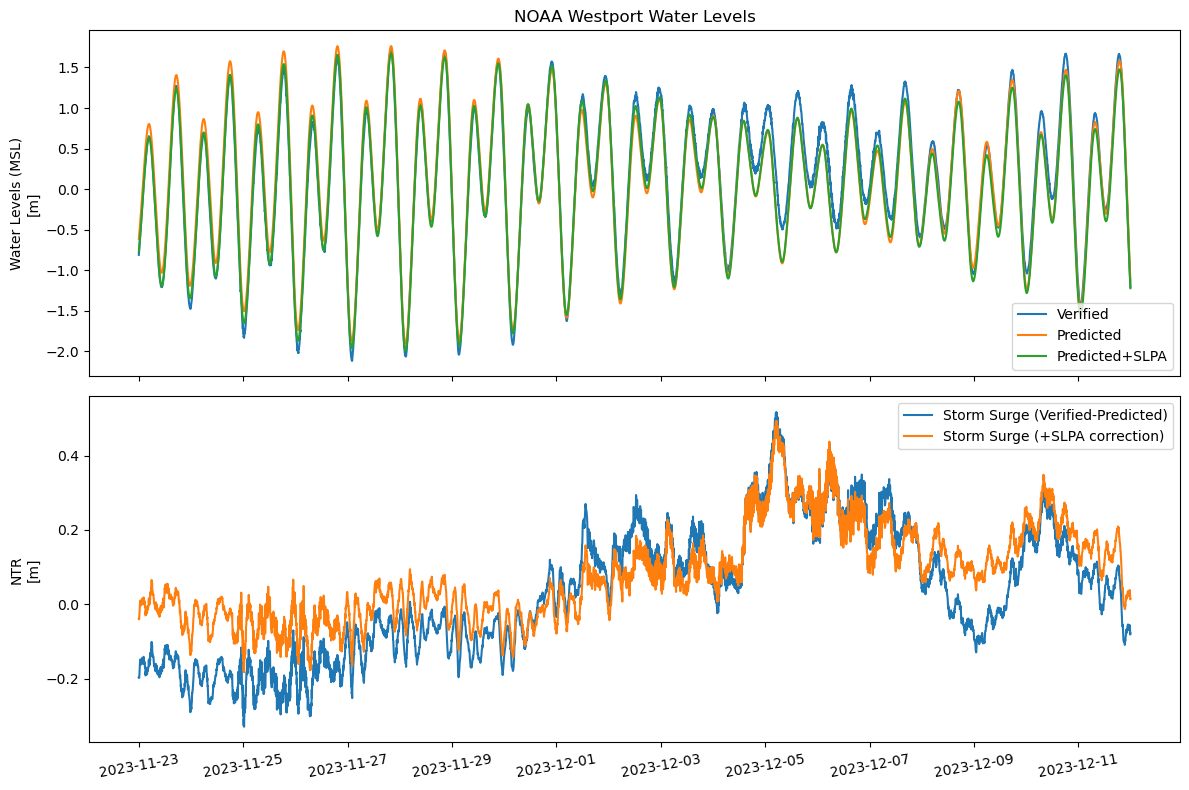 NOAA Westport Water Levels
Water Levels (MSL)
[m]
1.5
1.0
0.5
0.0
−0.5
−1.0
−1.5
−2.0
Verified
Predicted
Predicted+SLPA
NTR
[m]
0.4
0.2
0.0
−0.2
Storm Surge (Verified-Predicted)
Storm Surge (+SLPA correction)
2023-11-23
2023-11-25
2023-11-27
2023-11-29
2023-12-01
2023-12-03
2023-12-05
2023-12-07
2023-12-09
2023-12-11